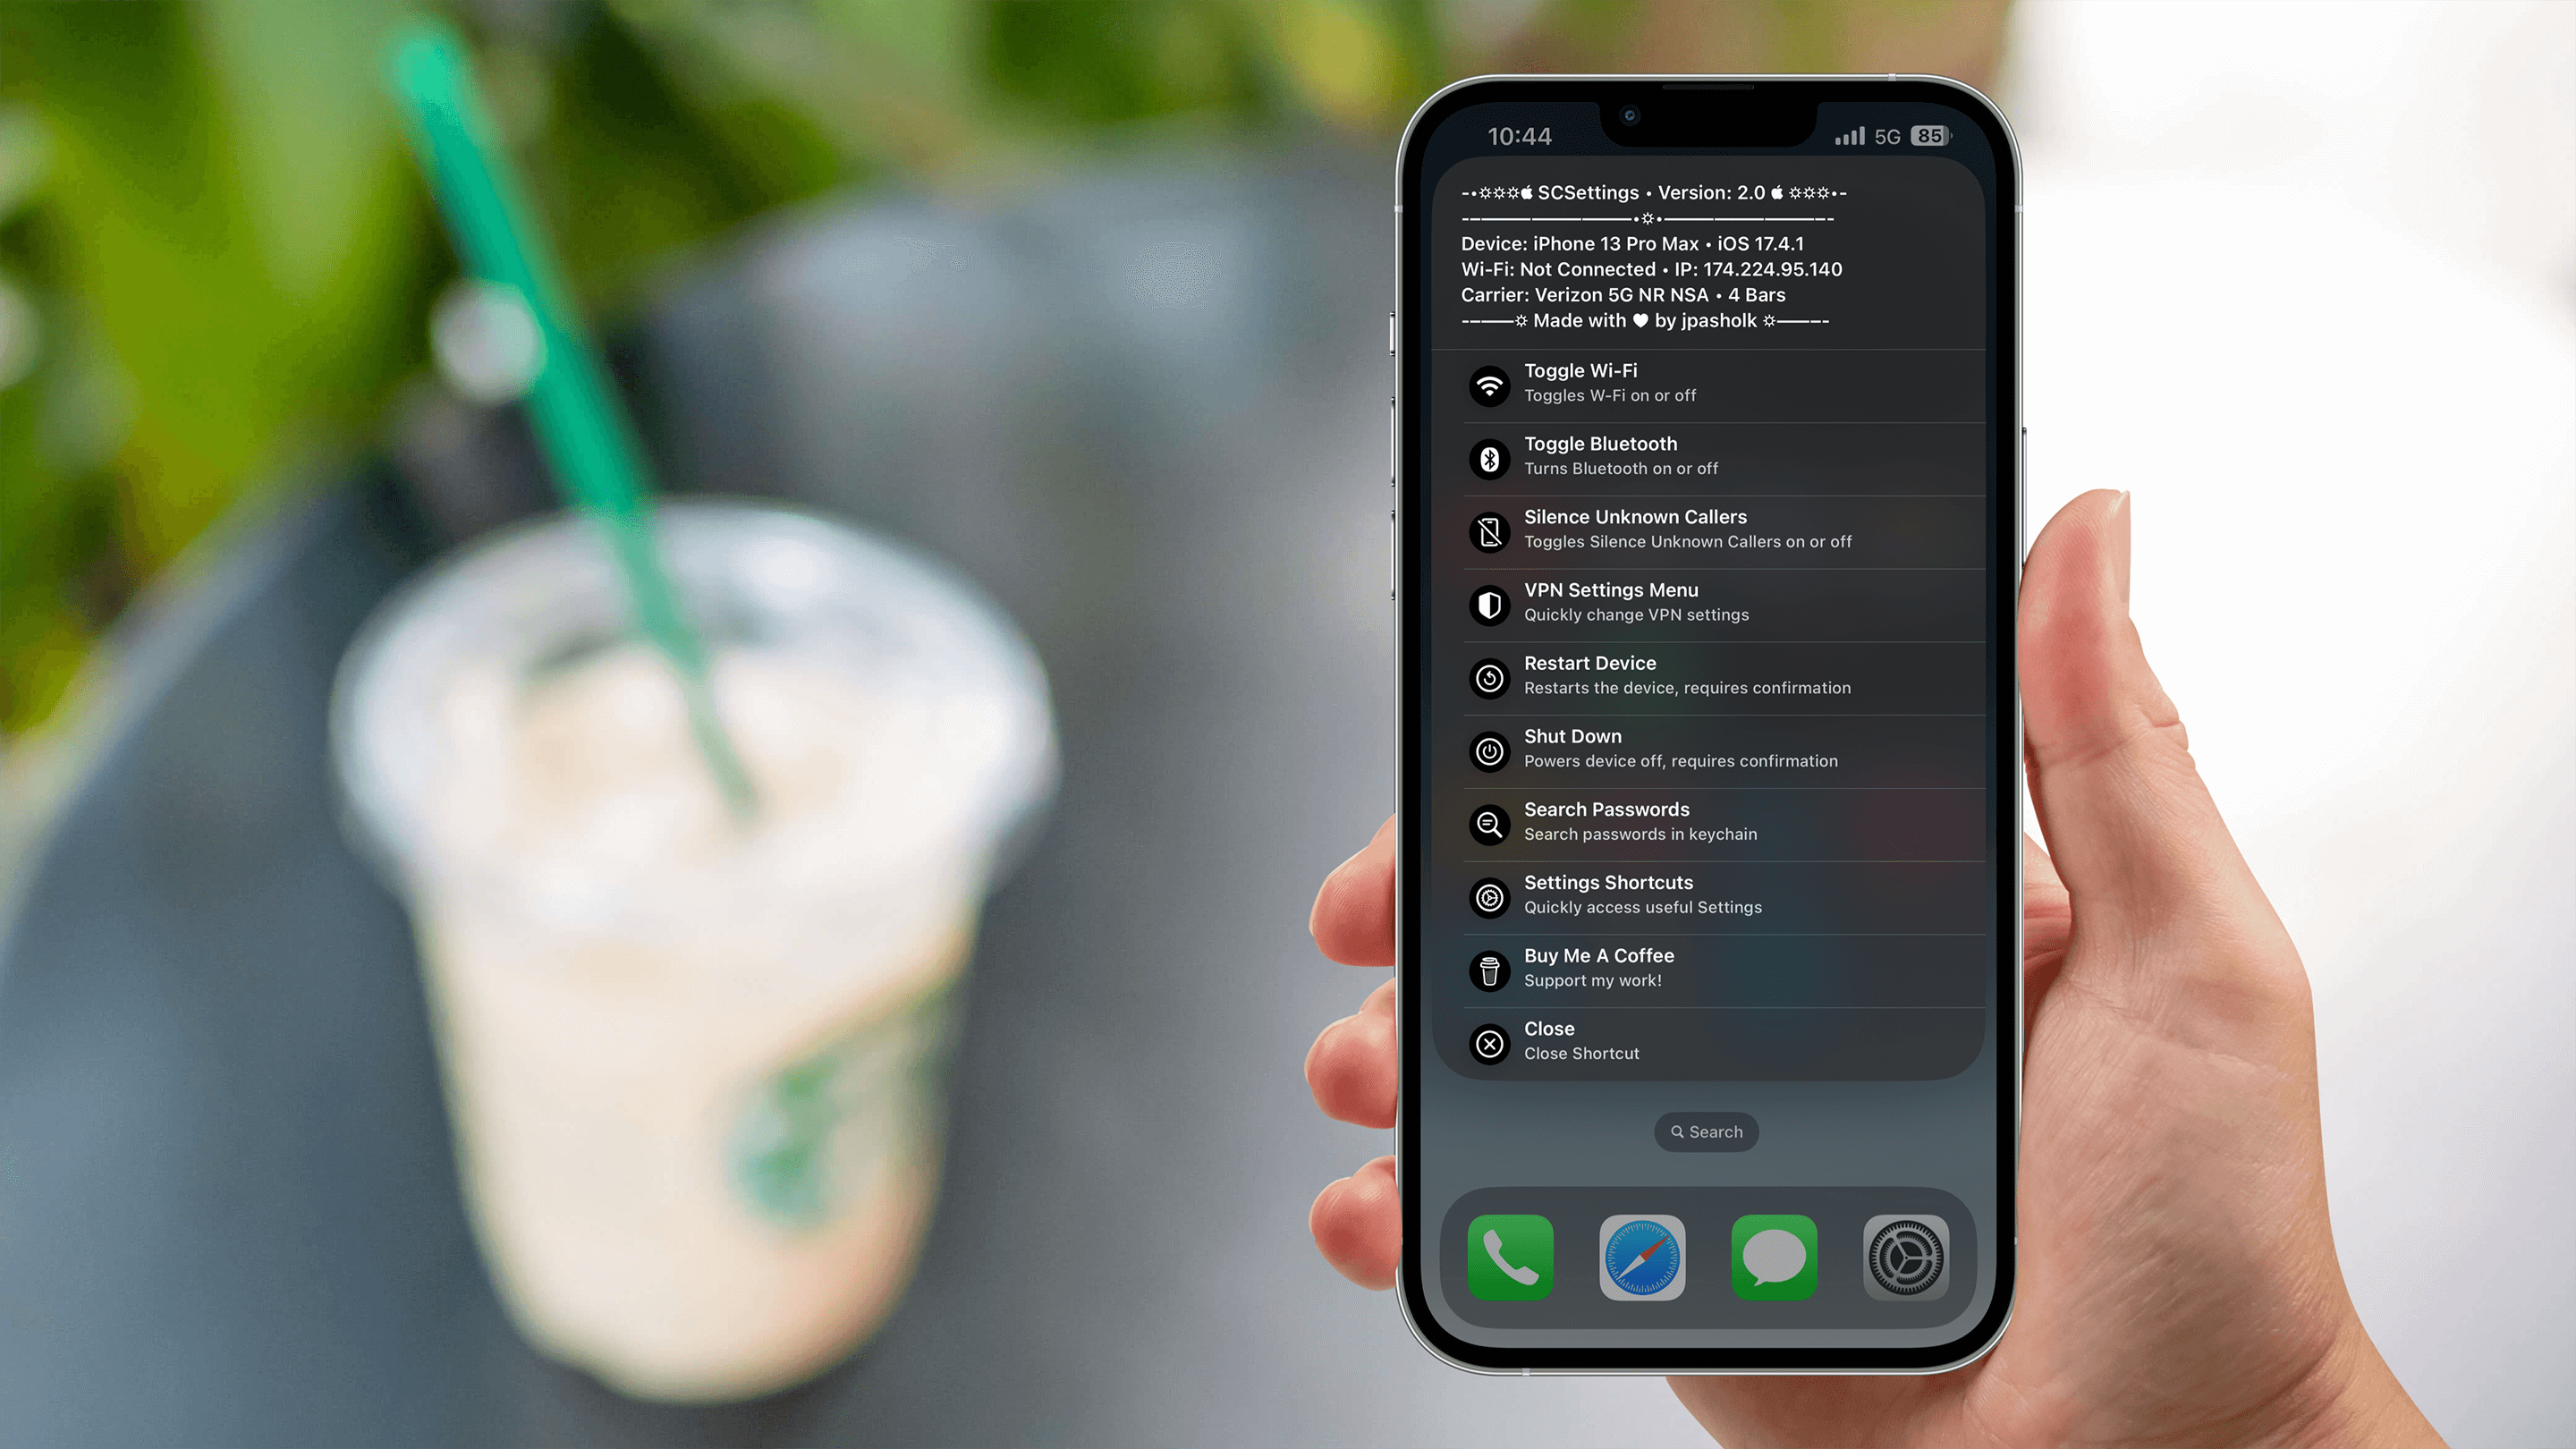 10:44 5G 85
-•☼☼☼ SCSettings • Version: 2.0  ☼☼☼•-
-——————————•☼•——————————-
Device: iPhone 13 Pro Max • iOS 17.4.1
Wi-Fi: Not Connected • IP: 174.224.95.140
Carrier: Verizon 5G NR NSA • 4 Bars
-———☼ Made with ♥ by jpasholk ☼———-
Toggle Wi-Fi
Toggles W-Fi on or off
Toggle Bluetooth
Turns Bluetooth on or off
Silence Unknown Callers
Toggles Silence Unknown Callers on or off
VPN Settings Menu
Quickly change VPN settings
Restart Device
Restarts the device, requires confirmation
Shut Down
Powers device off, requires confirmation
Search Passwords
Search passwords in keychain
Settings Shortcuts
Quickly access useful Settings
Buy Me A Coffee
Support my work!
Close
Close Shortcut
Search